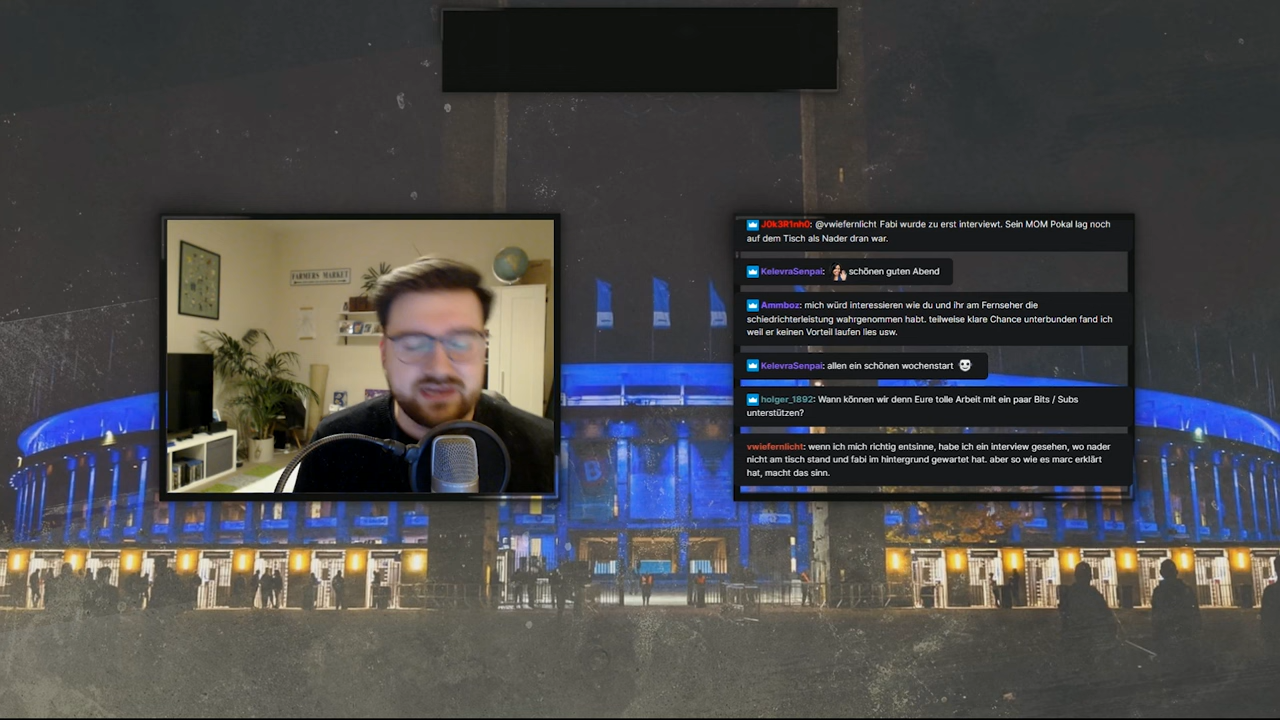 FARMERS MARKET
J0k3R1nh0: @vwiefernlicht Fabi wurde zu erst interviewt. Sein MOM Pokal lag noch
auf dem Tisch als Nader dran war.
KelevraSenpai: schönen guten Abend
Ammboz: mich würd interessieren wie du und ihr am Fernseher die
schiedrichterleistung wahrgenommen habt. teilweise klare Chance unterbunden fand ich
weil er keinen Vorteil laufen lies usw.
KelevraSenpai: allen ein schönen wochenstart
holger_1892: Wann können wir denn Eure tolle Arbeit mit ein paar Bits / Subs
unterstützen?
vwiefernlicht: wenn ich mich richtig entsinne, habe ich ein interview gesehen, wo nader
nicht am tisch stand und fabi im hintergrund gewartet hat. aber so wie es marc erklärt
hat, macht das sinn.